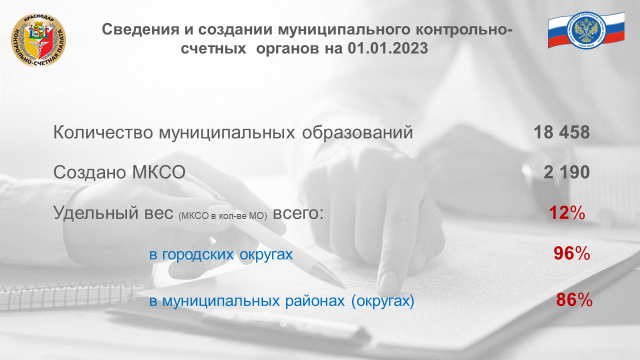 КРАСНОДАР
КОНТРОЛЬНО-СЧЕТНАЯ ПАЛАТА
Сведения и создании муниципального контрольно-
счетных органов на 01.01.2023
Количество муниципальных образований 18 458
Создано МКСО 2 190
Удельный вес (МКСО в кол-ве МО) всего: 12%
в городских округах 96%
в муниципальных районах (округах) 86%